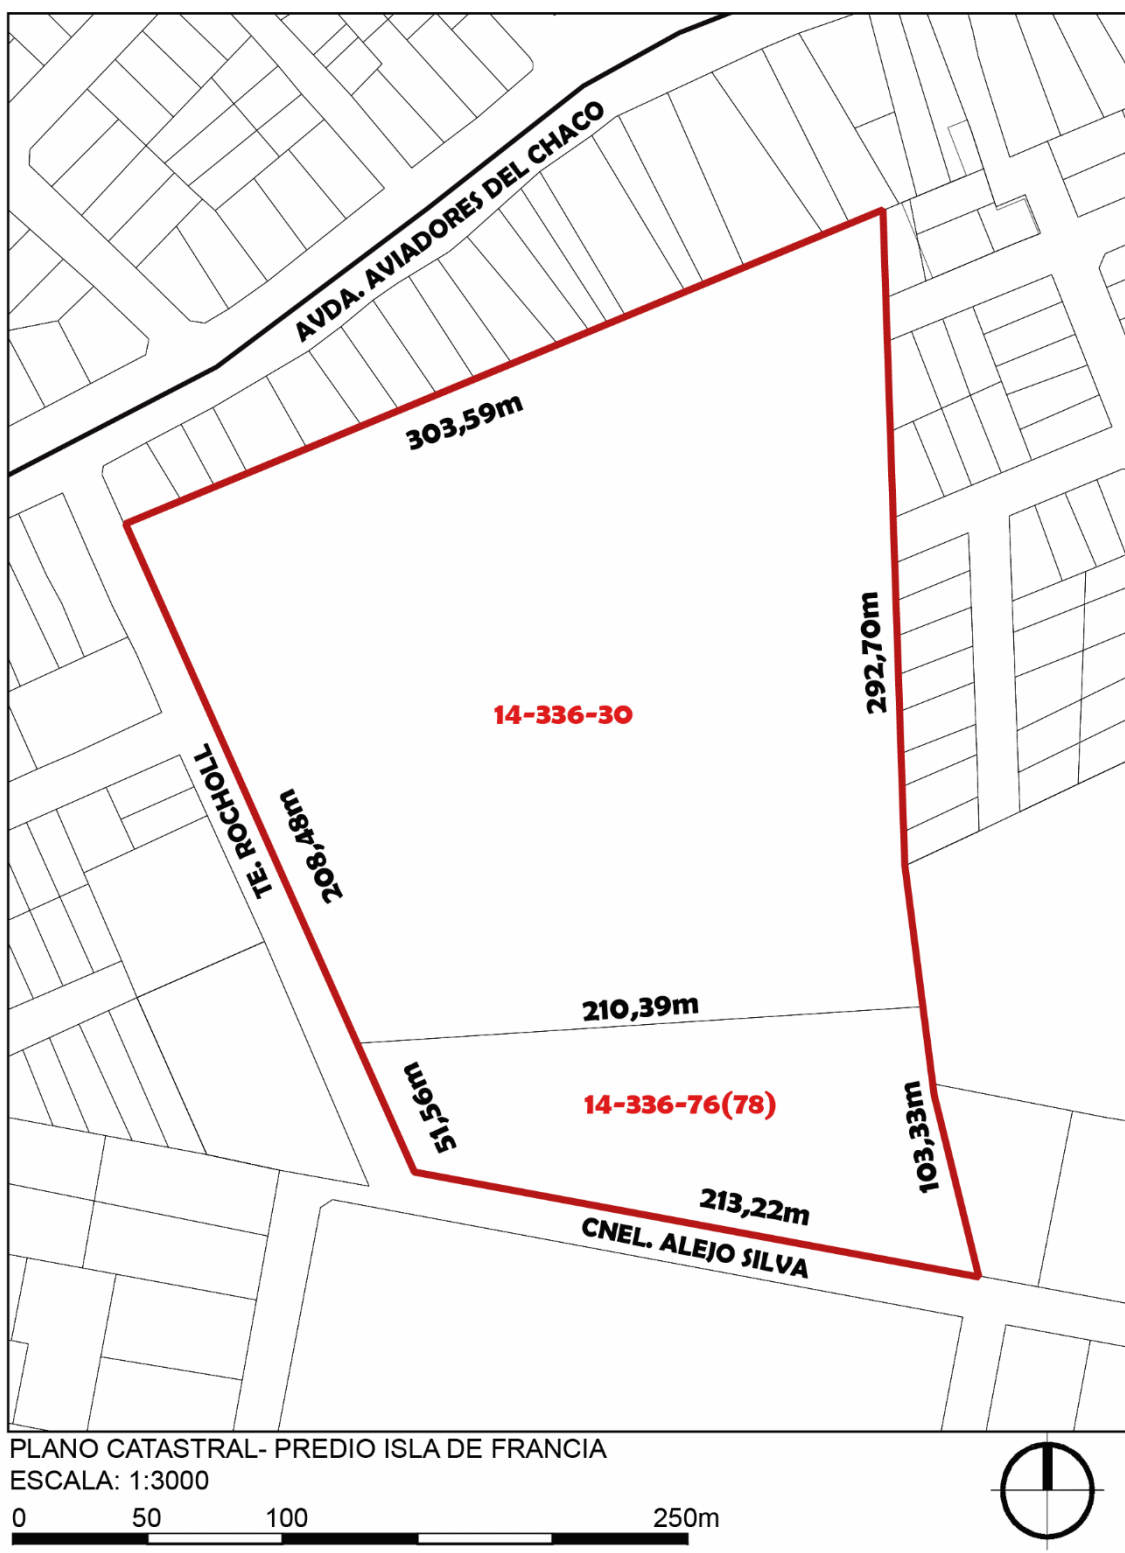 AVDA. AVIADORES DEL CHACO
303,59m
292,70m
14-336-30
TE. ROCHOLL
208,48m
210,39m
51,56m
14-336-76(78)
103,33m
213,22m
CNEL. ALEJO SILVA
PLANO CATASTRAL- PREDIO ISLA DE FRANCIA
ESCALA: 1:3000
0 50 100 250m